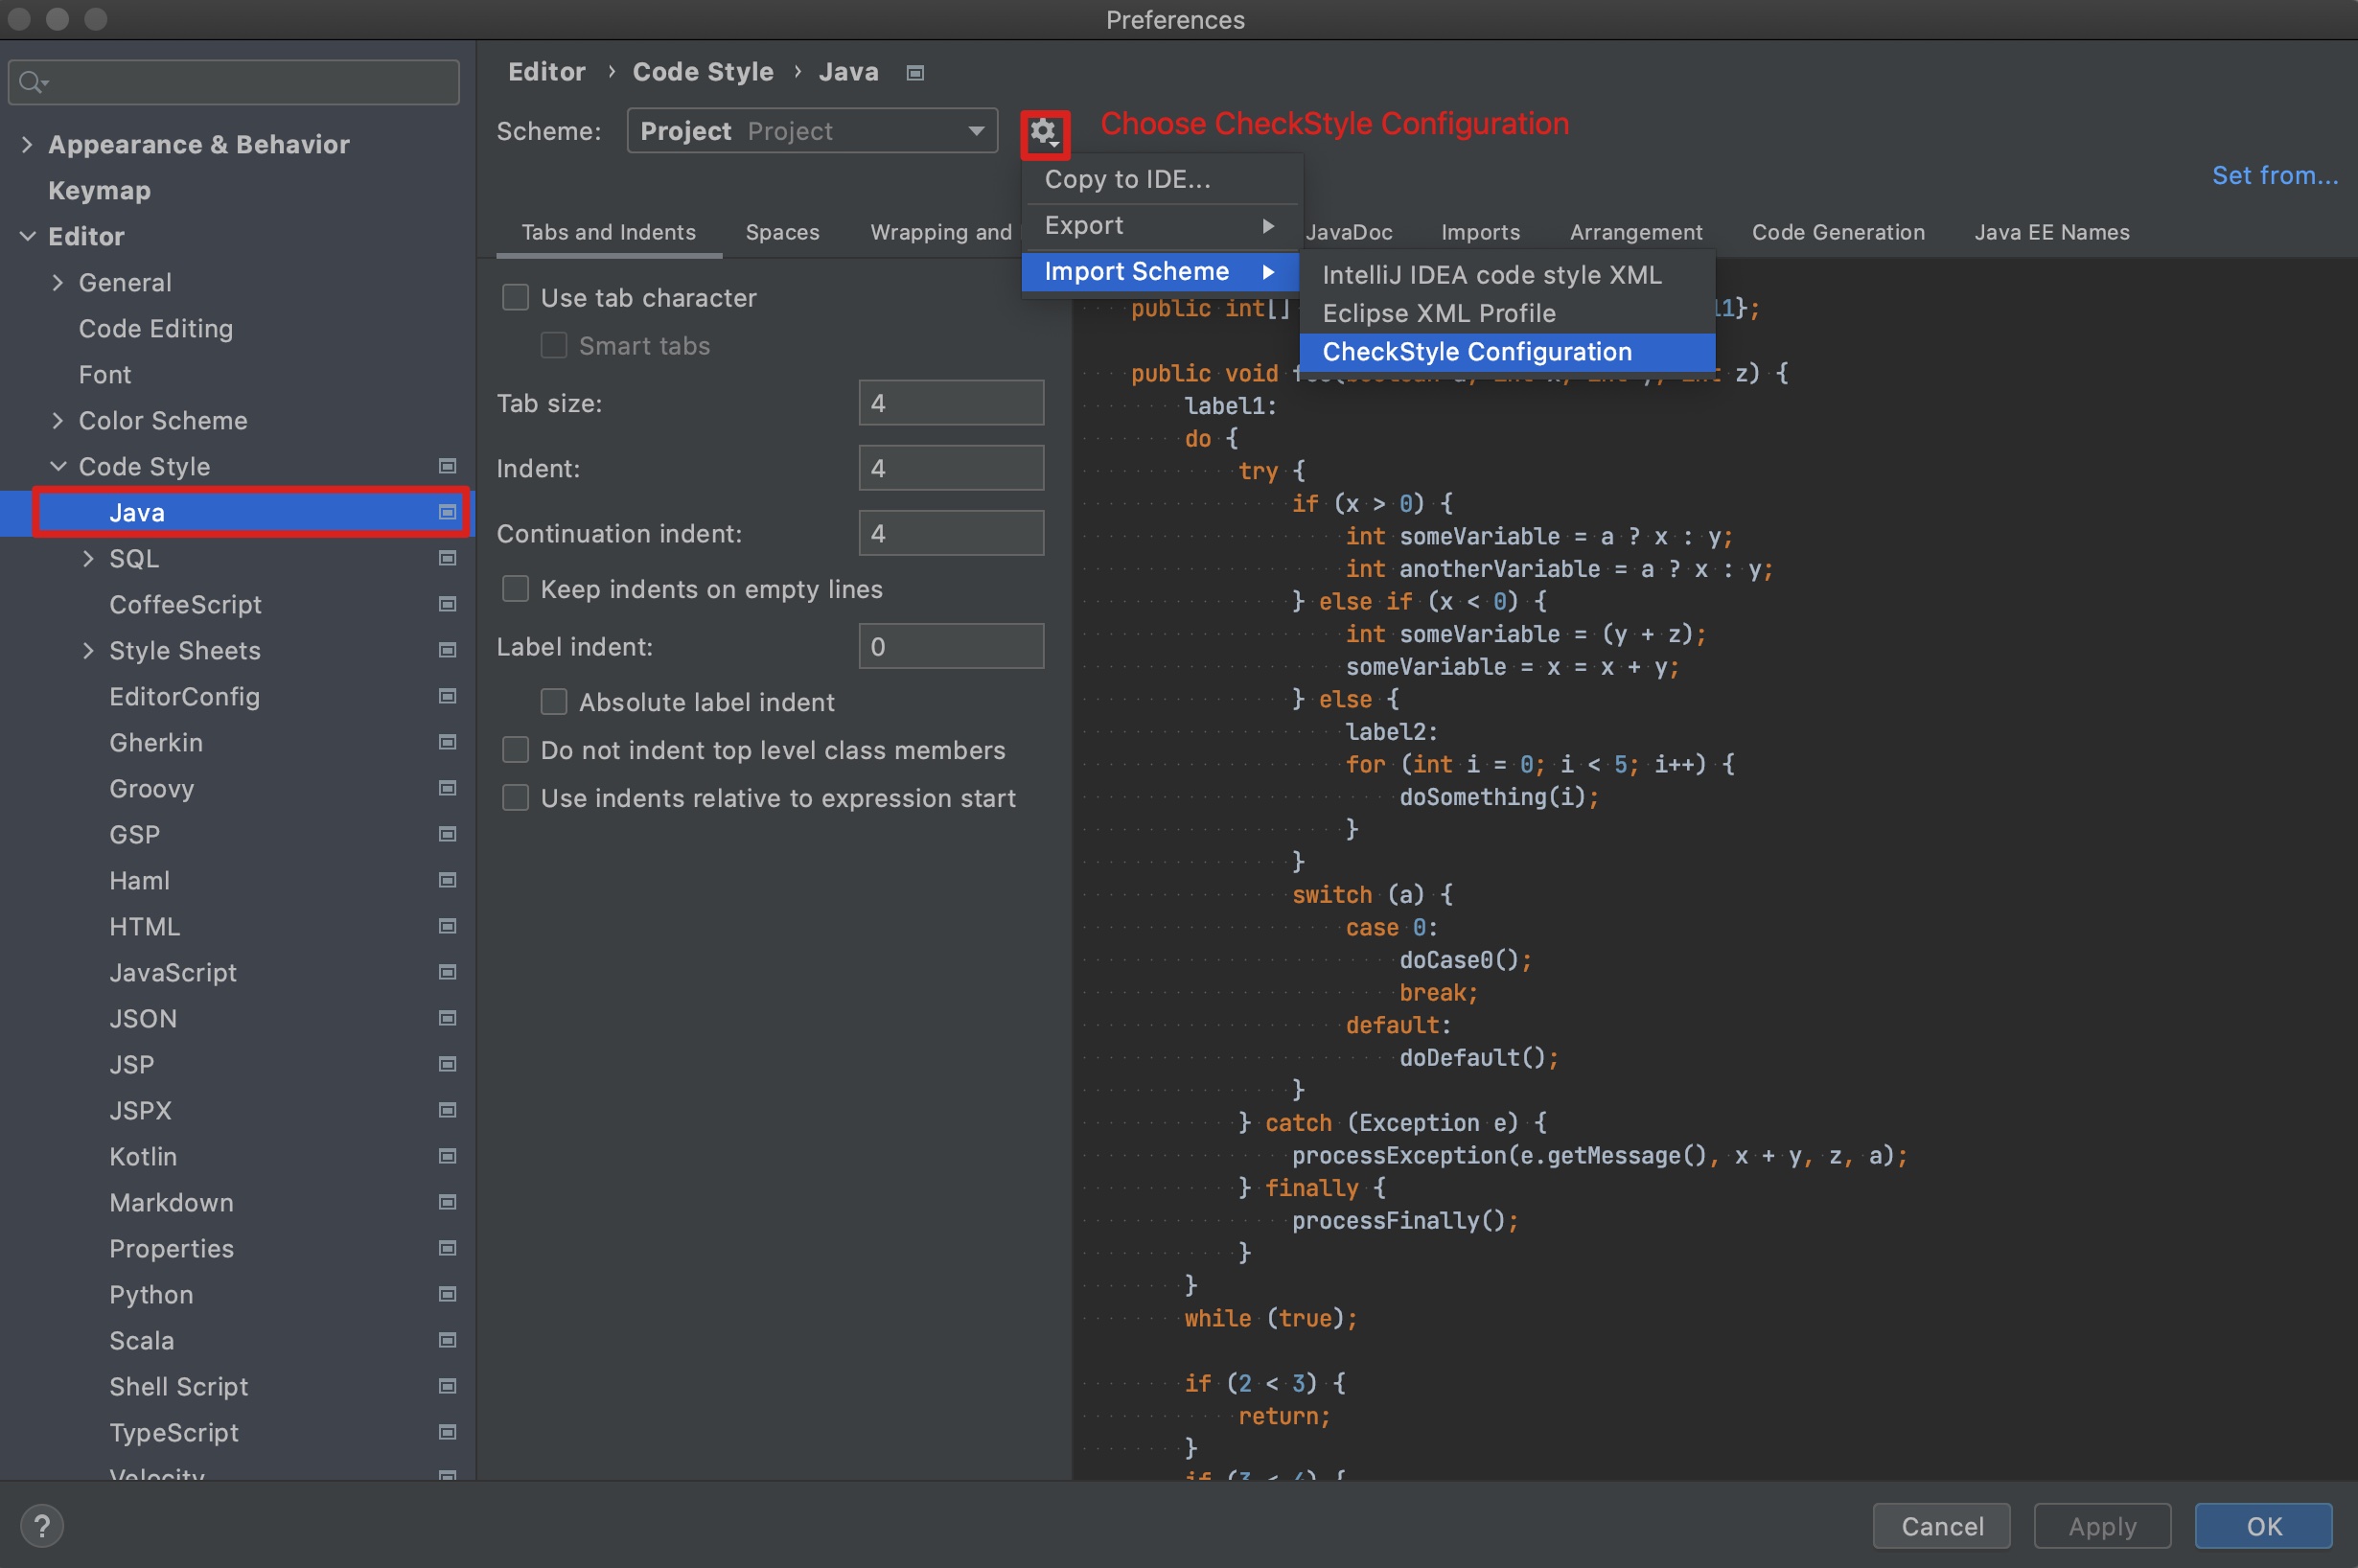 Preferences
Editor › Code Style › Java
Scheme: Project Project
Choose CheckStyle Configuration
Set from...
Copy to IDE...
Export
Import Scheme
IntelliJ IDEA code style XML
Eclipse XML Profile
CheckStyle Configuration
Appearance & Behavior
Keymap
Editor
General
Code Editing
Font
Color Scheme
Code Style
Java
SQL
CoffeeScript
Style Sheets
EditorConfig
Gherkin
Groovy
GSP
Haml
HTML
JavaScript
JSON
JSP
JSPX
Kotlin
Markdown
Properties
Python
Scala
Shell Script
TypeScript
Velocity
Tabs and Indents Spaces Wrapping and JavaDoc Imports Arrangement Code Generation Java EE Names
Use tab character
Smart tabs
Tab size: 4
Indent: 4
Continuation indent: 4
Keep indents on empty lines
Label indent: 0
Absolute label indent
Do not indent top level class members
Use indents relative to expression start
public int[] 11};
public void z) {
label1:
do {
try {
if (x > 0) {
int someVariable = a ? x : y;
int anotherVariable = a ? x : y;
} else if (x < 0) {
int someVariable = (y + z);
someVariable = x = x + y;
} else {
label2:
for (int i = 0; i < 5; i++) {
doSomething(i);
}
}
switch (a) {
case 0:
doCase0();
break;
default:
doDefault();
}
} catch (Exception e) {
processException(e.getMessage(), x + y, z, a);
} finally {
processFinally();
}
}
while (true);
if (2 < 3) {
return;
}
if (3 < 4) {
?
Cancel Apply OK